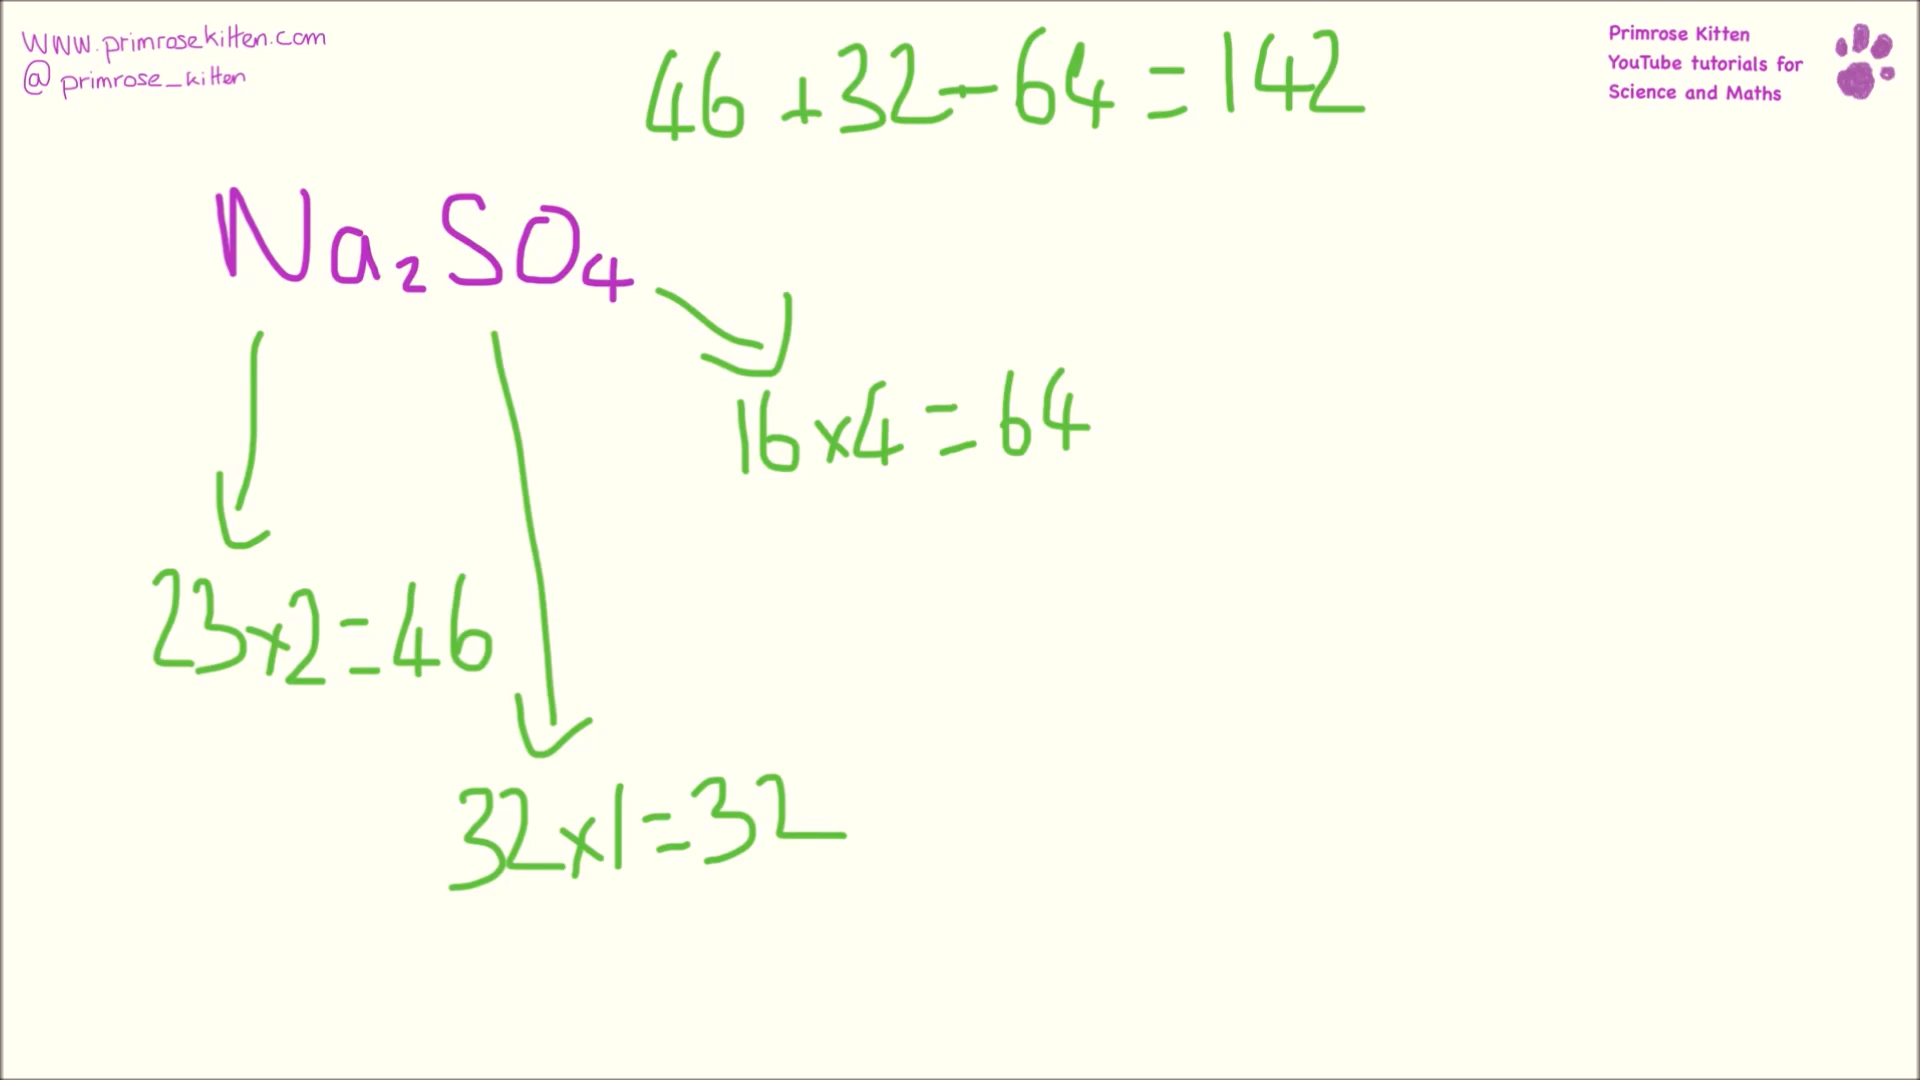 www.primrosekitten.com
@primrose_kitten
46+32+64=142
Primrose Kitten
YouTube tutorials for
Science and Maths
Na₂SO₄
16x4=64
23x2=46
32x1=32